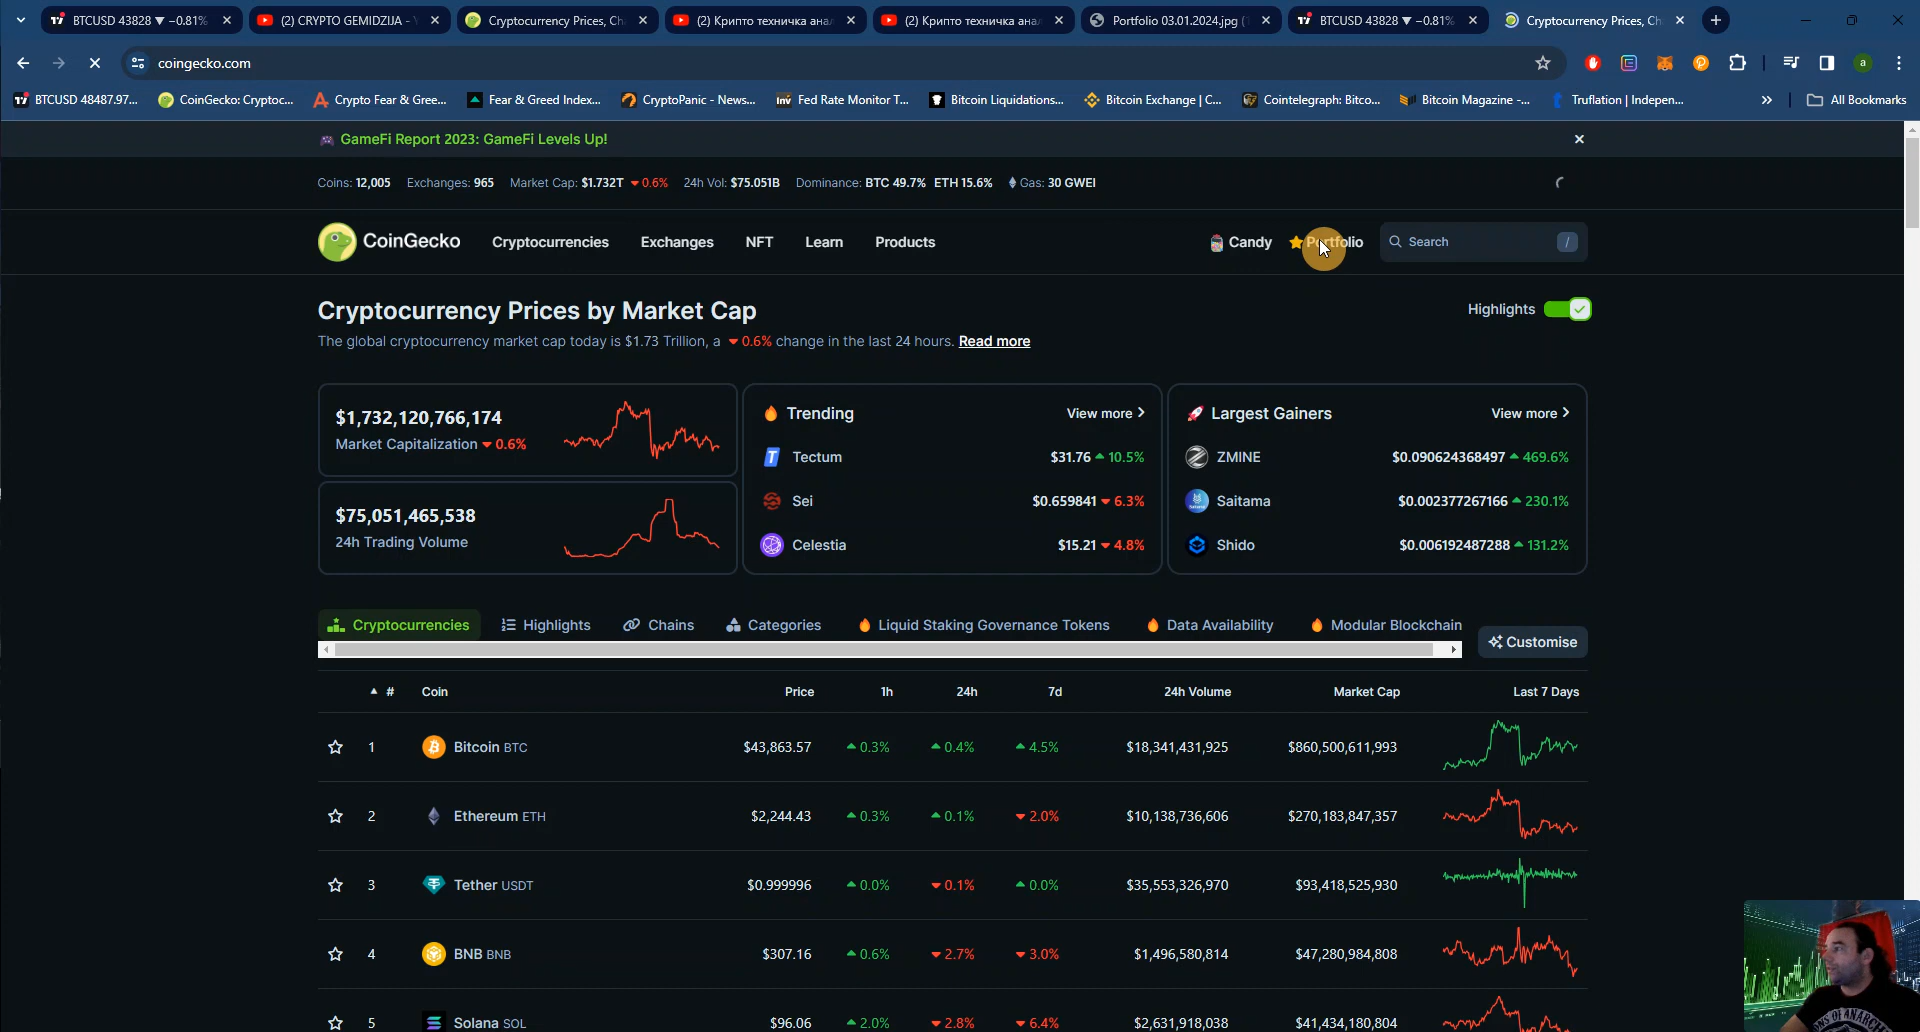 BTCUSD 43828 ▼ −0.81%
(2) CRYPTO GEMIDZIJA -
Cryptocurrency Prices, Ch
(2) Крипто техничка ана
(2) Крипто техничка ана
Portfolio 03.01.2024.jpg (
BTCUSD 43828 ▼ −0.81%
Cryptocurrency Prices, Ch
coingecko.com
BTCUSD 48487.97...
CoinGecko: Cryptoc...
Crypto Fear & Gree...
Fear & Greed Index...
CryptoPanic - News...
Fed Rate Monitor T...
Bitcoin Liquidations...
Bitcoin Exchange | C...
Cointelegraph: Bitco...
Bitcoin Magazine -...
Truflation | Indepen...
All Bookmarks
GameFi Report 2023: GameFi Levels Up!
Coins: 12,005 Exchanges: 965 Market Cap: $1.732T ▼ 0.6% 24h Vol: $75.051B Dominance: BTC 49.7% ETH 15.6% Gas: 30 GWEI
CoinGecko
Cryptocurrencies
Exchanges
NFT
Learn
Products
Candy
Portfolio
Search /
Cryptocurrency Prices by Market Cap
Highlights
The global cryptocurrency market cap today is $1.73 Trillion, a ▼ 0.6% change in the last 24 hours. Read more
$1,732,120,766,174
Market Capitalization ▼ 0.6%
$75,051,465,538
24h Trading Volume
Trending View more >
Tectum $31.76 ▲ 10.5%
Sei $0.659841 ▼ 6.3%
Celestia $15.21 ▼ 4.8%
Largest Gainers View more >
ZMINE $0.090624368497 ▲ 469.6%
Saitama $0.002377267166 ▲ 230.1%
Shido $0.006192487288 ▲ 131.2%
Cryptocurrencies
Highlights
Chains
Categories
Liquid Staking Governance Tokens
Data Availability
Modular Blockchain
Customise
▲ # Coin Price 1h 24h 7d 24h Volume Market Cap Last 7 Days
1 Bitcoin BTC $43,863.57 ▲ 0.3% ▲ 0.4% ▲ 4.5% $18,341,431,925 $860,500,611,993
2 Ethereum ETH $2,244.43 ▲ 0.3% ▲ 0.1% ▼ 2.0% $10,138,736,606 $270,183,847,357
3 Tether USDT $0.999996 ▲ 0.0% ▼ 0.1% ▲ 0.0% $35,553,326,970 $93,418,525,930
4 BNB BNB $307.16 ▲ 0.6% ▼ 2.7% ▼ 3.0% $1,496,580,814 $47,280,984,808
5 Solana SOL $96.06 ▲ 2.0% ▼ 2.8% ▼ 6.4% $2,631,918,038 $41,434,180,804